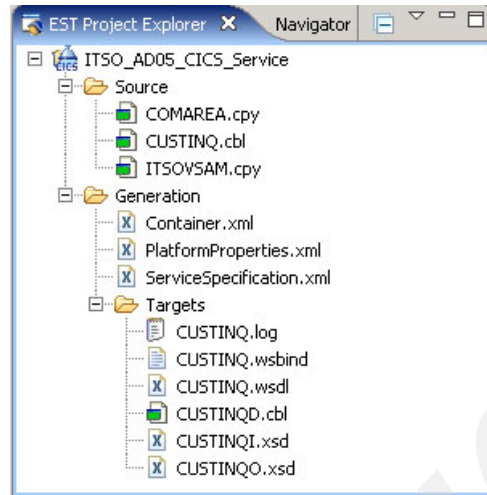 EST Project Explorer Navigator
ITSO_AD05_CICS_Service
Source
COMAREA.cpy
CUSTINQ.cbl
ITSOVSAM.cpy
Generation
Container.xml
PlatformProperties.xml
ServiceSpecification.xml
Targets
CUSTINQ.log
CUSTINQ.wsbind
CUSTINQ.wsdl
CUSTINQD.cbl
CUSTINQI.xsd
CUSTINQO.xsd